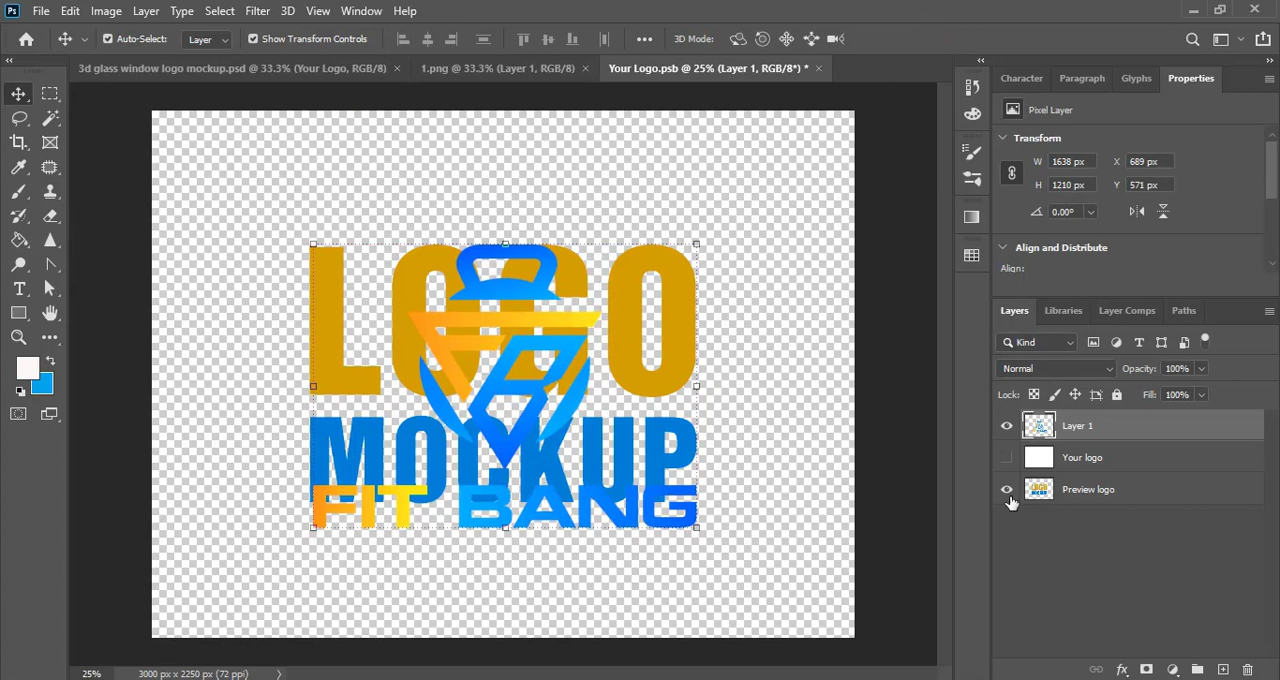 Ps File Edit Image Layer Type Select Filter 3D View Window Help
Auto-Select: Layer Show Transform Controls 3D Mode:
3d glass window logo mockup.psd @ 33.3% (Your Logo, RGB/8) × 1.png @ 33.3% (Layer 1, RGB/8) × Your Logo.psb @ 25% (Layer 1, RGB/8*) * ×
Character Paragraph Glyphs Properties
Pixel Layer
Transform
W 1638 px X 689 px
H 1210 px Y 571 px
0.00°
Align and Distribute
Align:
LOGO
MOCKUP
FIT BANG
Layers Libraries Layer Comps Paths
Kind
Normal Opacity: 100%
Lock: Fill: 100%
Layer 1
Your logo
Preview logo
25% 3000 px x 2250 px (72 ppi)